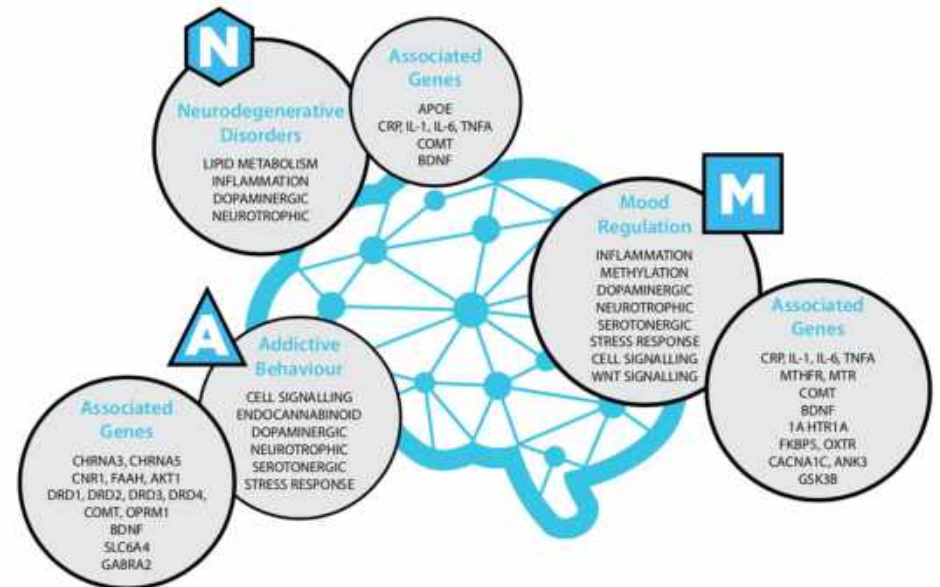 N
Neurodegenerative
Disorders
LIPID METABOLISM
INFLAMMATION
DOPAMINERGIC
NEUROTROPHIC
Associated
Genes
APOE
CRP, IL-1, IL-6, TNFA
COMT
BDNF
M
Mood
Regulation
INFLAMMATION
METHYLATION
DOPAMINERGIC
NEUROTROPHIC
SEROTONERGIC
STRESS RESPONSE
CELL SIGNALLING
WNT SIGNALLING
Associated
Genes
CRP, IL-1, IL-6, TNFA
MTHFR, MTR
COMT
BDNF
1A HTR1A
FKBP5, OXTR
CACNA1C, ANK3
GSK3B
A
Addictive
Behaviour
CELL SIGNALLING
ENDOCANNABINOID
DOPAMINERGIC
NEUROTROPHIC
SEROTONERGIC
STRESS RESPONSE
Associated
Genes
CHRNA3, CHRNA5
CNR1, FAAH, AKT1
DRD1, DRD2, DRD3, DRD4,
COMT, OPRM1
BDNF
SLC6A4
GABRA2